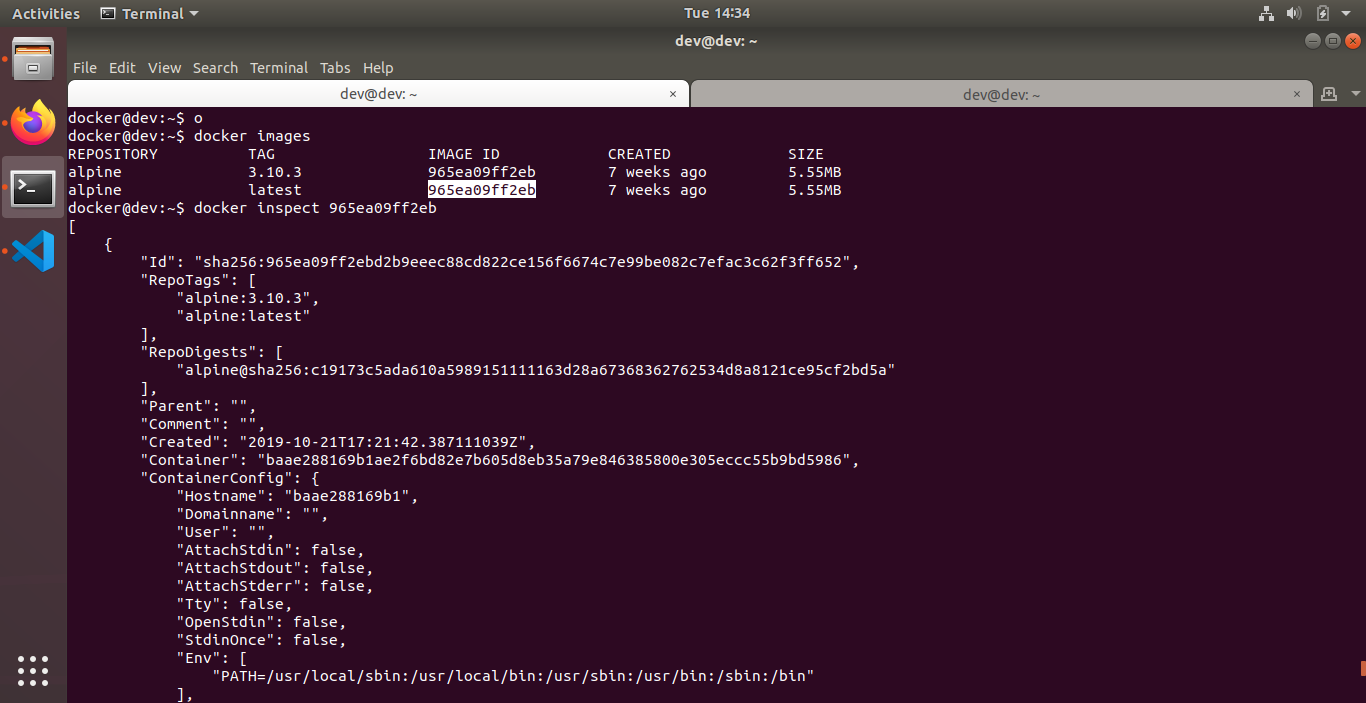 Activities Terminal Tue 14:34
dev@dev: ~
File Edit View Search Terminal Tabs Help
dev@dev: ~ × dev@dev: ~ ×
docker@dev:~$ o
docker@dev:~$ docker images
REPOSITORY TAG IMAGE ID CREATED SIZE
alpine 3.10.3 965ea09ff2eb 7 weeks ago 5.55MB
alpine latest 965ea09ff2eb 7 weeks ago 5.55MB
docker@dev:~$ docker inspect 965ea09ff2eb
[
    {
        "Id": "sha256:965ea09ff2ebd2b9eeec88cd822ce156f6674c7e99be082c7efac3c62f3ff652",
        "RepoTags": [
            "alpine:3.10.3",
            "alpine:latest"
        ],
        "RepoDigests": [
            "alpine@sha256:c19173c5ada610a5989151111163d28a67368362762534d8a8121ce95cf2bd5a"
        ],
        "Parent": "",
        "Comment": "",
        "Created": "2019-10-21T17:21:42.387111039Z",
        "Container": "baae288169b1ae2f6bd82e7b605d8eb35a79e846385800e305eccc55b9bd5986",
        "ContainerConfig": {
            "Hostname": "baae288169b1",
            "Domainname": "",
            "User": "",
            "AttachStdin": false,
            "AttachStdout": false,
            "AttachStderr": false,
            "Tty": false,
            "OpenStdin": false,
            "StdinOnce": false,
            "Env": [
                "PATH=/usr/local/sbin:/usr/local/bin:/usr/sbin:/usr/bin:/sbin:/bin"
            ],